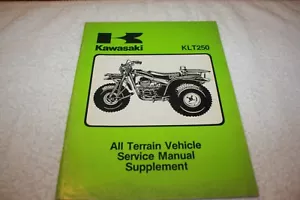 Kawasaki
KLT250
All Terrain Vehicle
Service Manual
Supplement